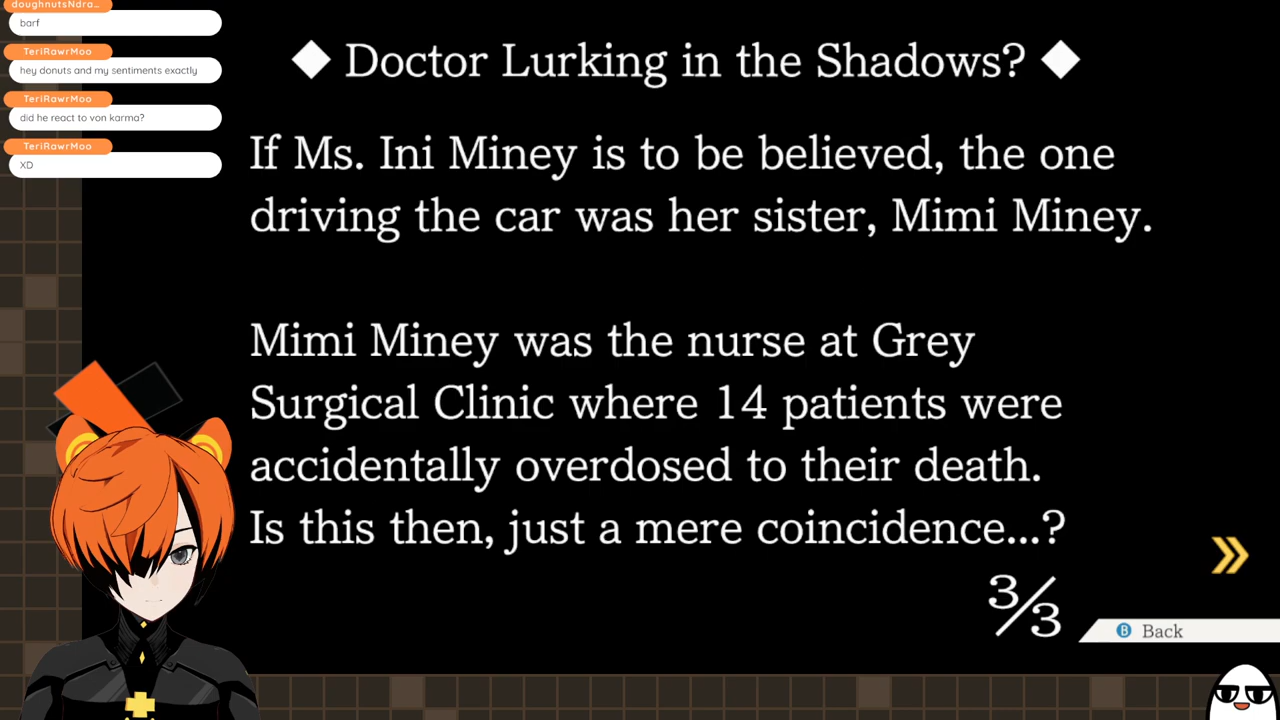 doughnutsNdra...
barf
TeriRawrMoo
hey donuts and my sentiments exactly
TeriRawrMoo
did he react to von karma?
TeriRawrMoo
XD
◆ Doctor Lurking in the Shadows? ◆
If Ms. Ini Miney is to be believed, the one
driving the car was her sister, Mimi Miney.
Mimi Miney was the nurse at Grey
Surgical Clinic where 14 patients were
accidentally overdosed to their death.
Is this then, just a mere coincidence...?
3/3
B Back